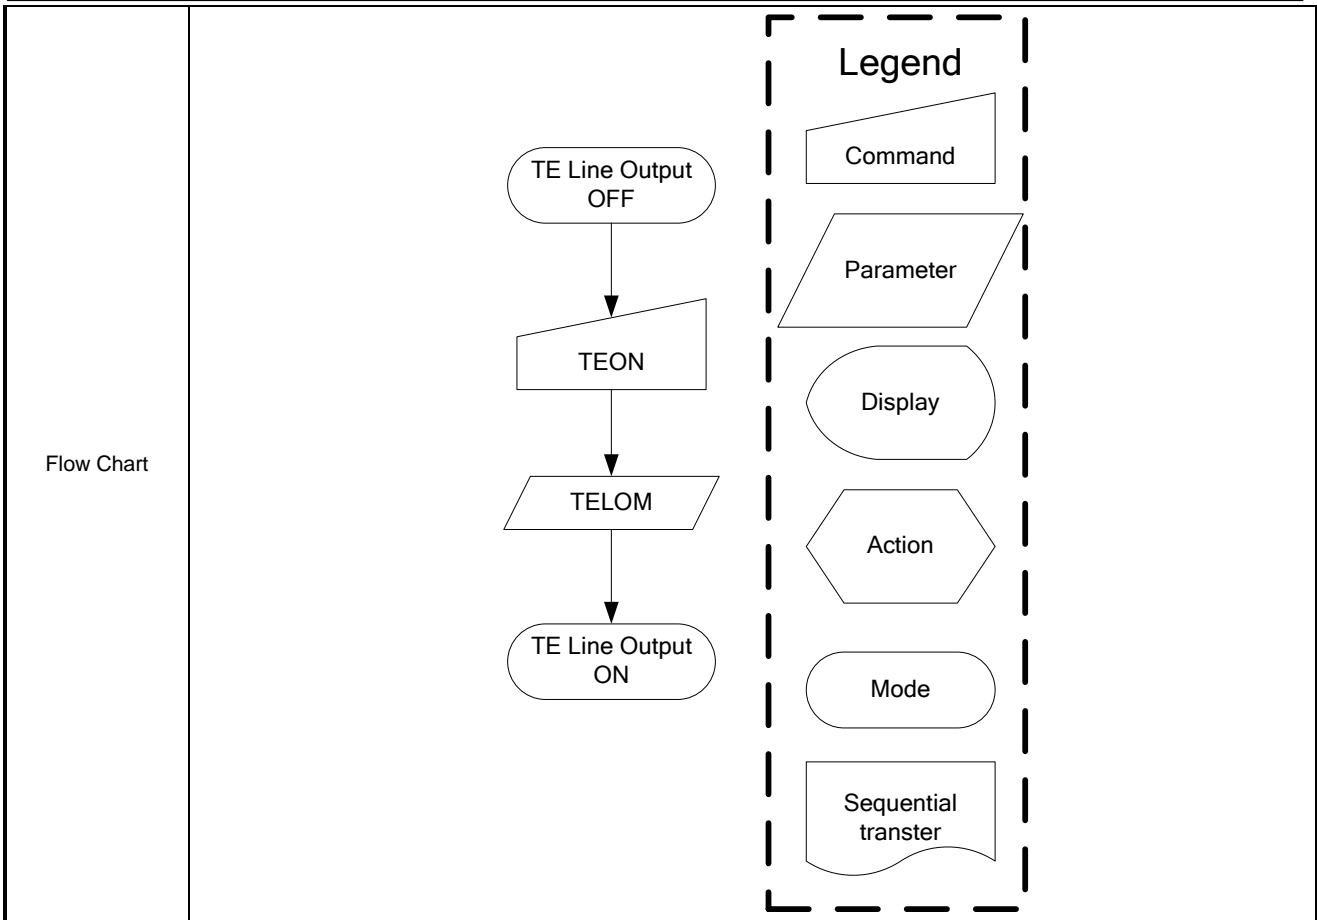 Flow Chart
TE Line Output
OFF
TEON
TELOM
TE Line Output
ON
Legend
Command
Parameter
Display
Action
Mode
Sequential
transter